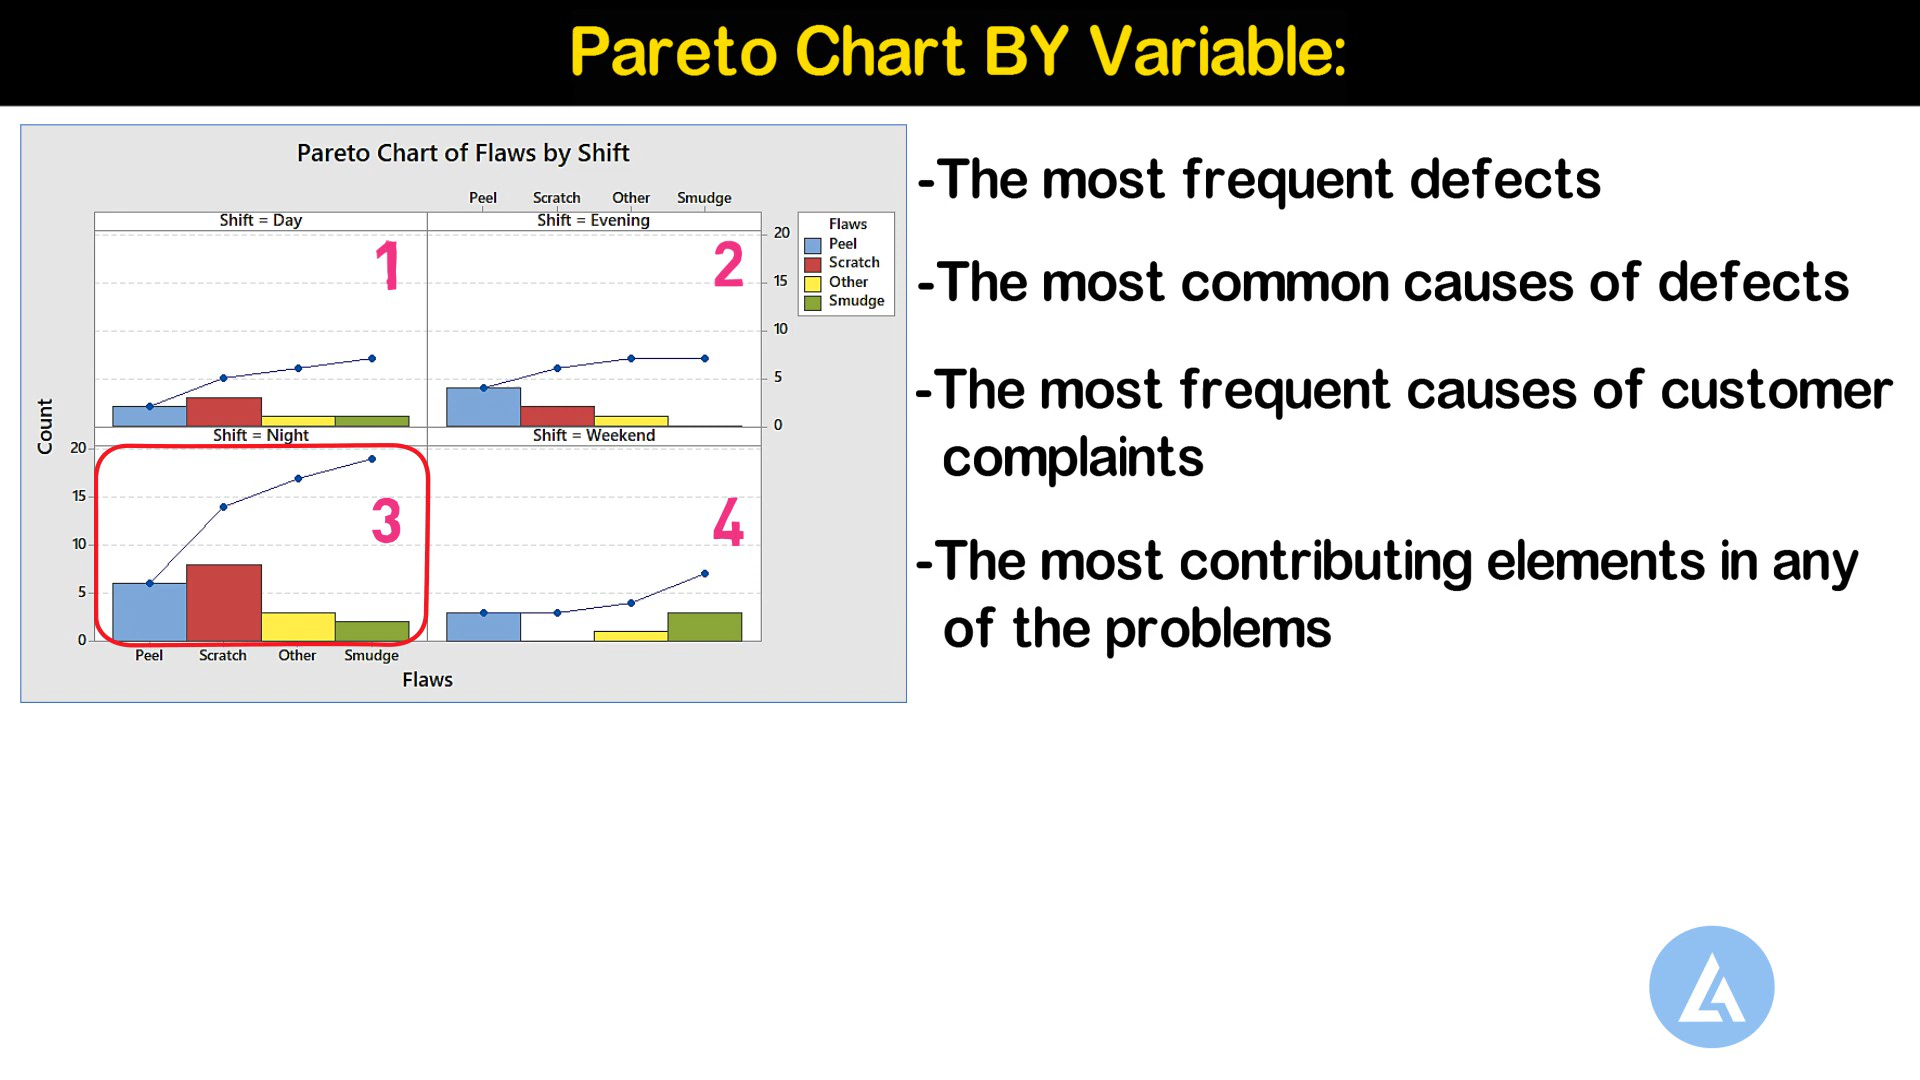 Pareto Chart BY Variable:
Pareto Chart of Flaws by Shift
Peel Scratch Other Smudge
Shift = Day Shift = Evening
1 2
20
15
10
5
0
Flaws
Peel
Scratch
Other
Smudge
Count
Shift = Night Shift = Weekend
3 4
20
15
10
5
0
Peel Scratch Other Smudge
Flaws
-The most frequent defects
-The most common causes of defects
-The most frequent causes of customer
complaints
-The most contributing elements in any
of the problems